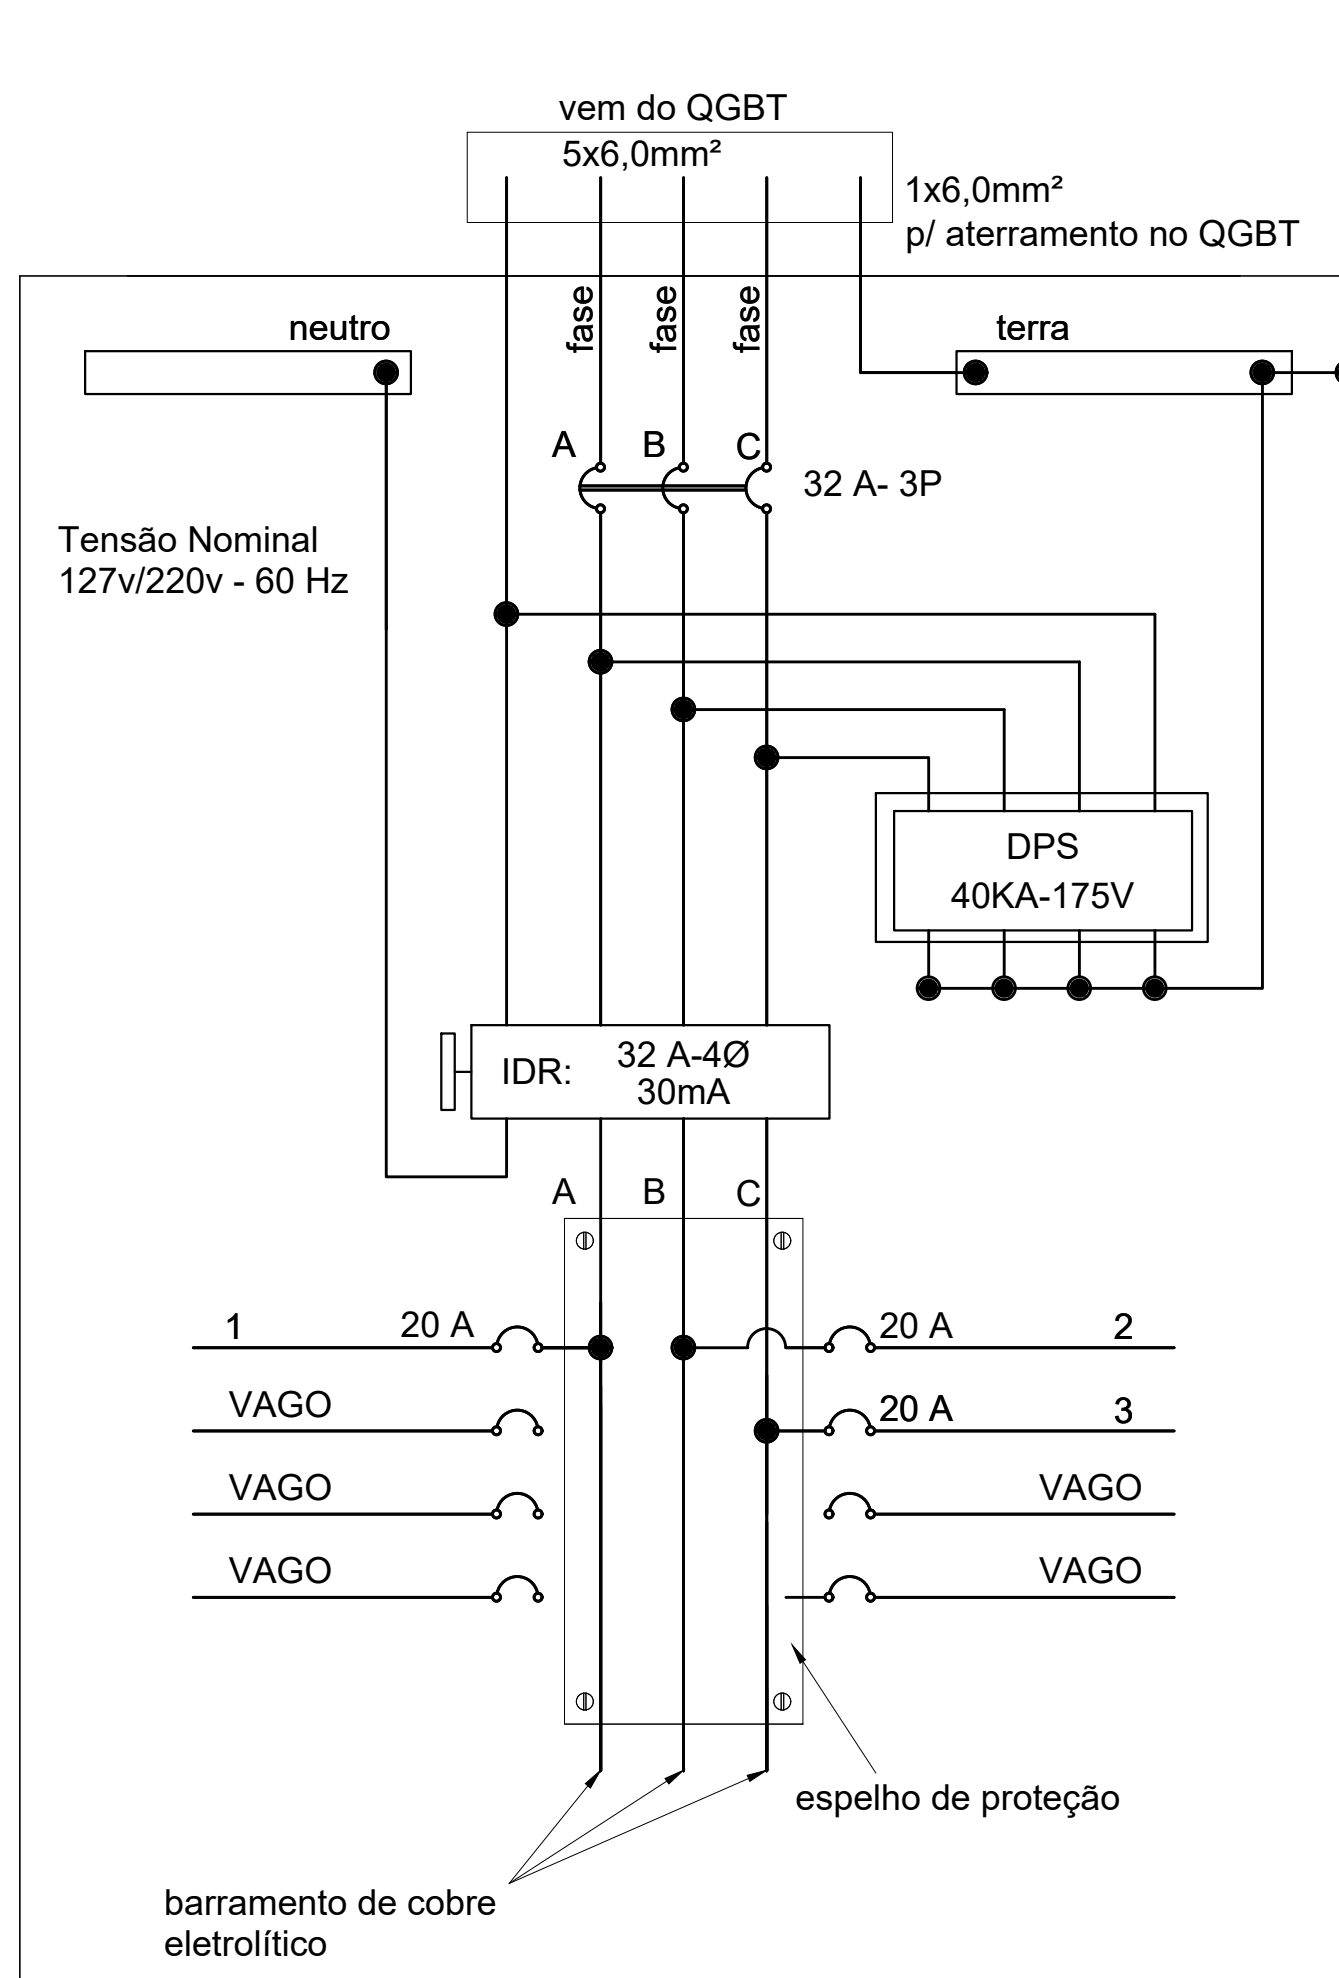 vem do QGBT
5x6,0mm²
1x6,0mm²
p/ aterramento no QGBT
neutro
fase
fase
fase
terra
A
B
C
32 A- 3P
Tensão Nominal
127v/220v - 60 Hz
DPS
40KA-175V
IDR:
32 A-4Ø
30mA
A
B
C
1
20 A
20 A
2
VAGO
20 A
3
VAGO
VAGO
VAGO
VAGO
espelho de proteção
barramento de cobre
eletrolítico